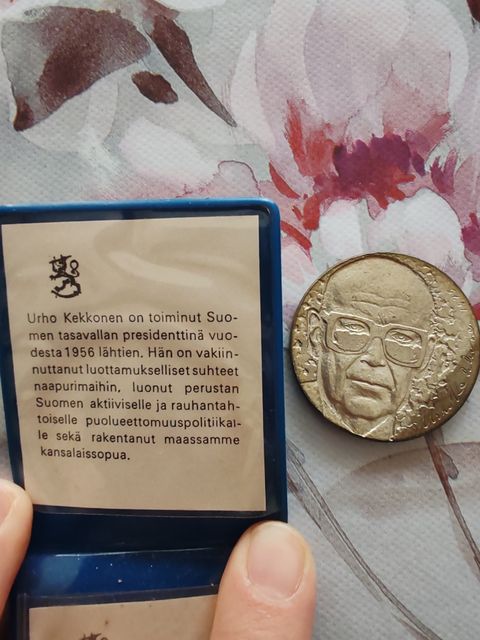 Urho Kekkonen on toiminut Suo-
men tasavallan presidenttinä vuo-
desta 1956 lähtien. Hän on vakiin-
nuttanut luottamukselliset suhteet
naapurimaihin, luonut perustan
Suomen aktiiviselle ja rauhantah-
toiselle puolueettomuuspolitiikal-
le sekä rakentanut maassamme
kansalaissopua.